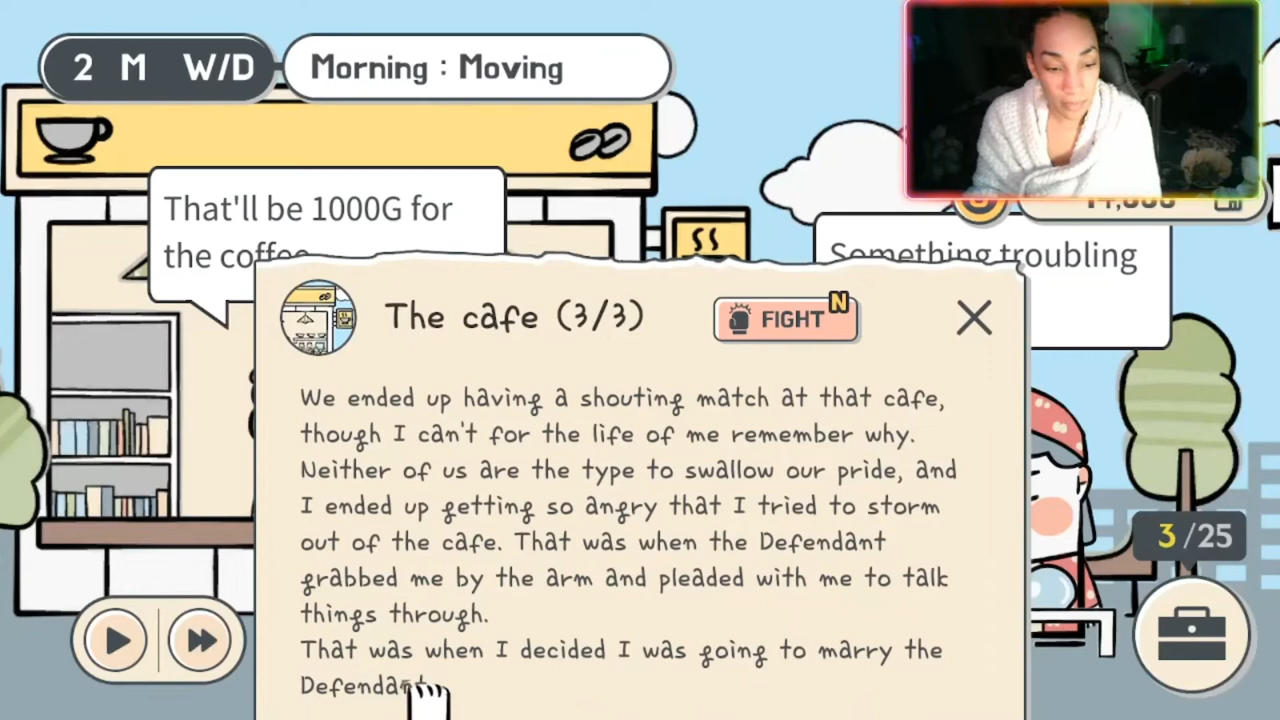 2 M W/D
Morning : Moving
That'll be 1000G for
the coffee
Something troubling
The cafe (3/3)
FIGHT
N
We ended up having a shouting match at that cafe,
though I can't for the life of me remember why.
Neither of us are the type to swallow our pride, and
I ended up getting so angry that I tried to storm
out of the cafe. That was when the Defendant
grabbed me by the arm and pleaded with me to talk
things through.
That was when I decided I was going to marry the
Defendant
3/25